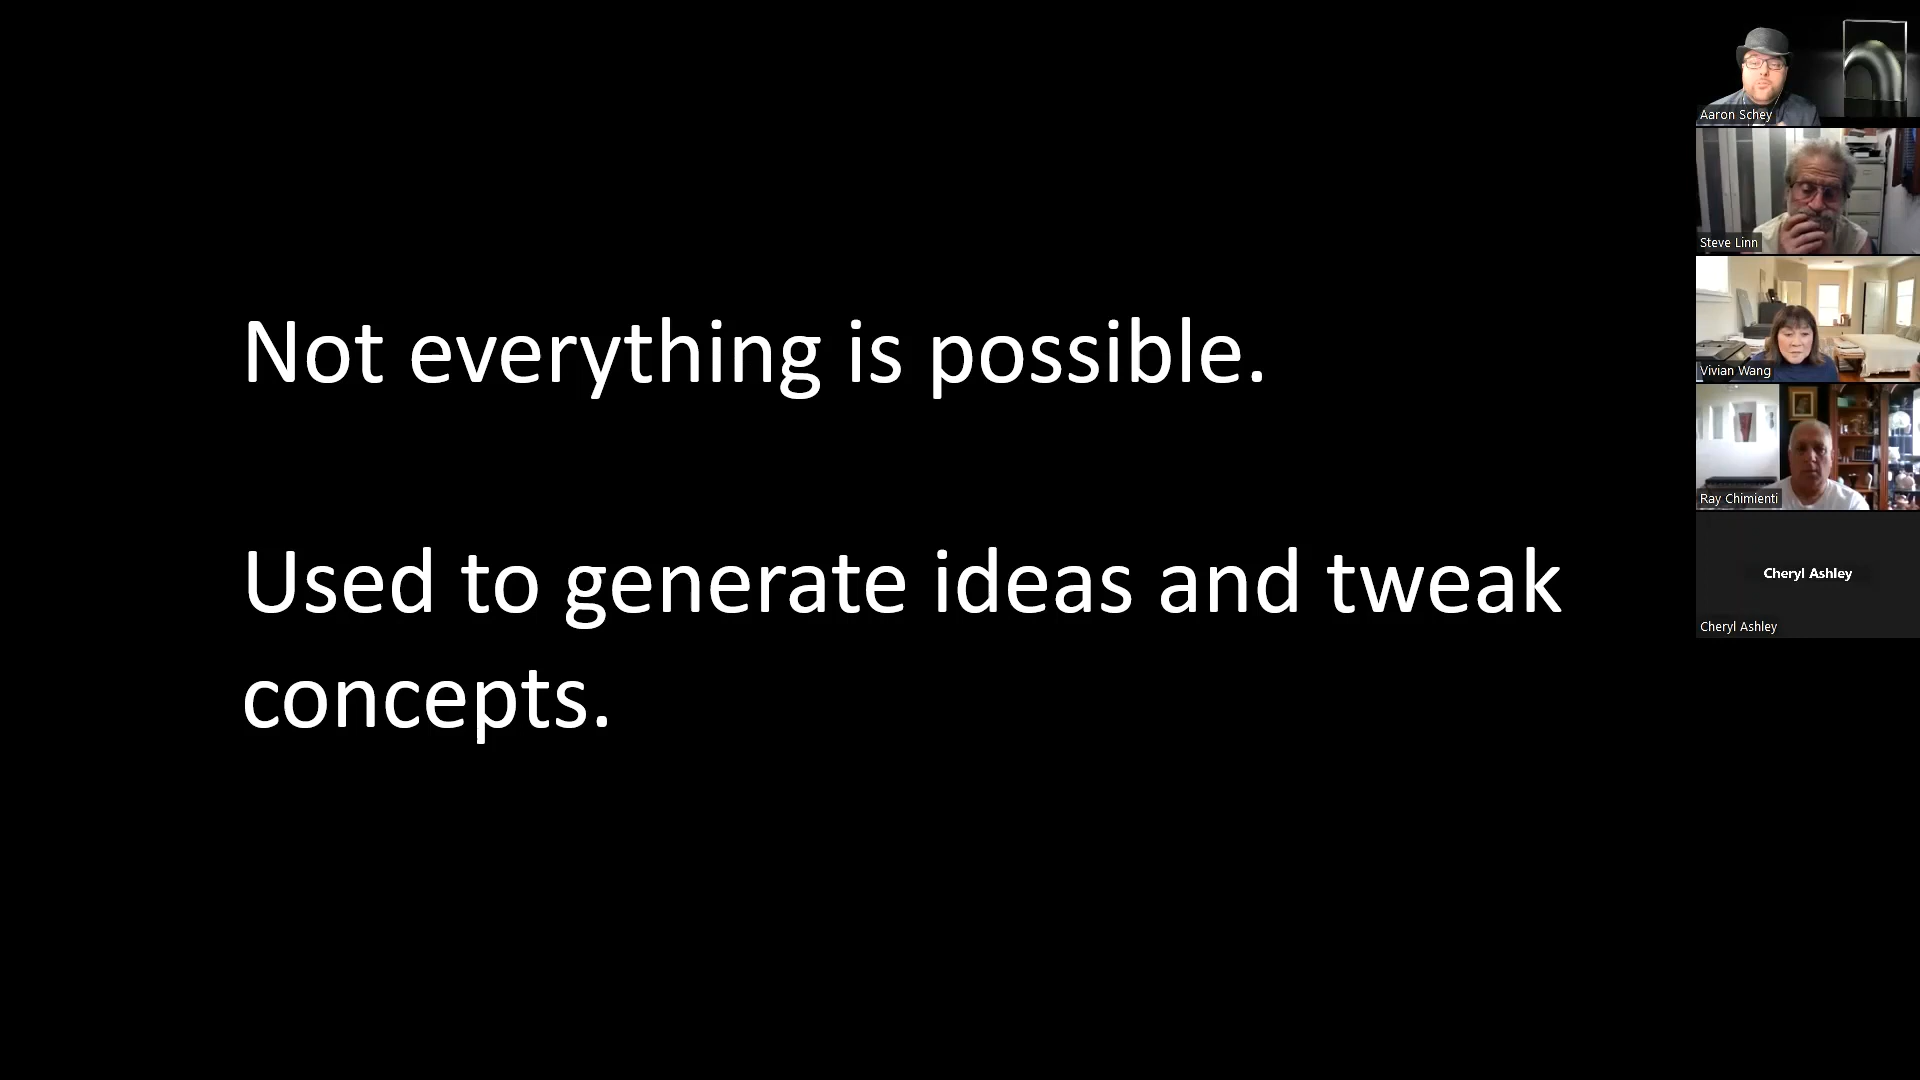 Not everything is possible.
Used to generate ideas and tweak
concepts.
Aaron Schey
Steve Linn
Vivian Wang
Ray Chimienti
Cheryl Ashley
Cheryl Ashley